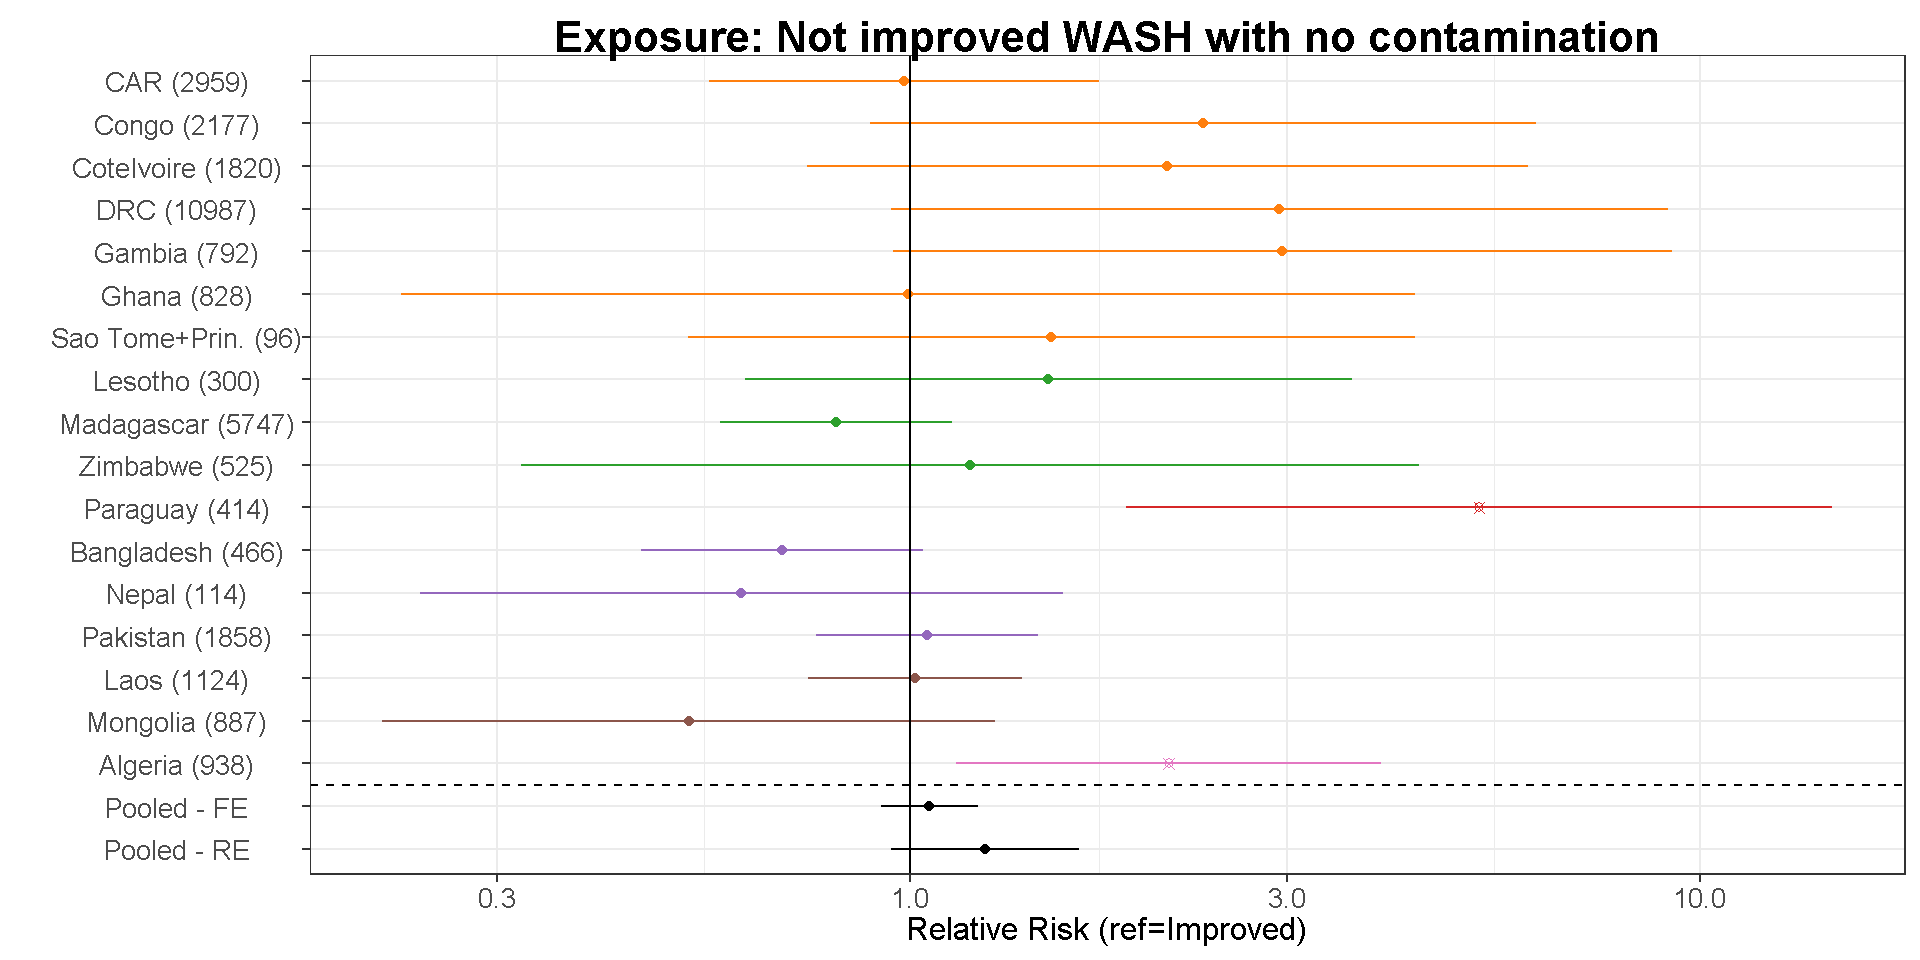 Exposure: Not improved WASH with no contamination
CAR (2959)
Congo (2177)
CoteIvoire (1820)
DRC (10987)
Gambia (792)
Ghana (828)
Sao Tome+Prin. (96)
Lesotho (300)
Madagascar (5747)
Zimbabwe (525)
Paraguay (414)
Bangladesh (466)
Nepal (114)
Pakistan (1858)
Laos (1124)
Mongolia (887)
Algeria (938)
Pooled - FE
Pooled - RE
0.3 1.0 3.0 10.0
Relative Risk (ref=Improved)